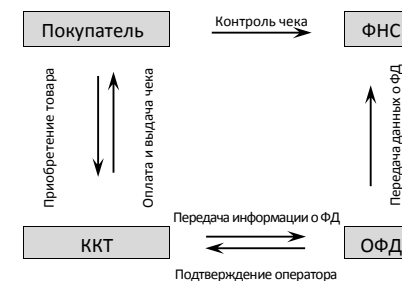 Покупатель
Контроль чека
ФНС
Приобретение товара
Оплата и выдача чека
Передача данных о ФД
Передача информации о ФД
ККТ
ОФД
Подтверждение оператора